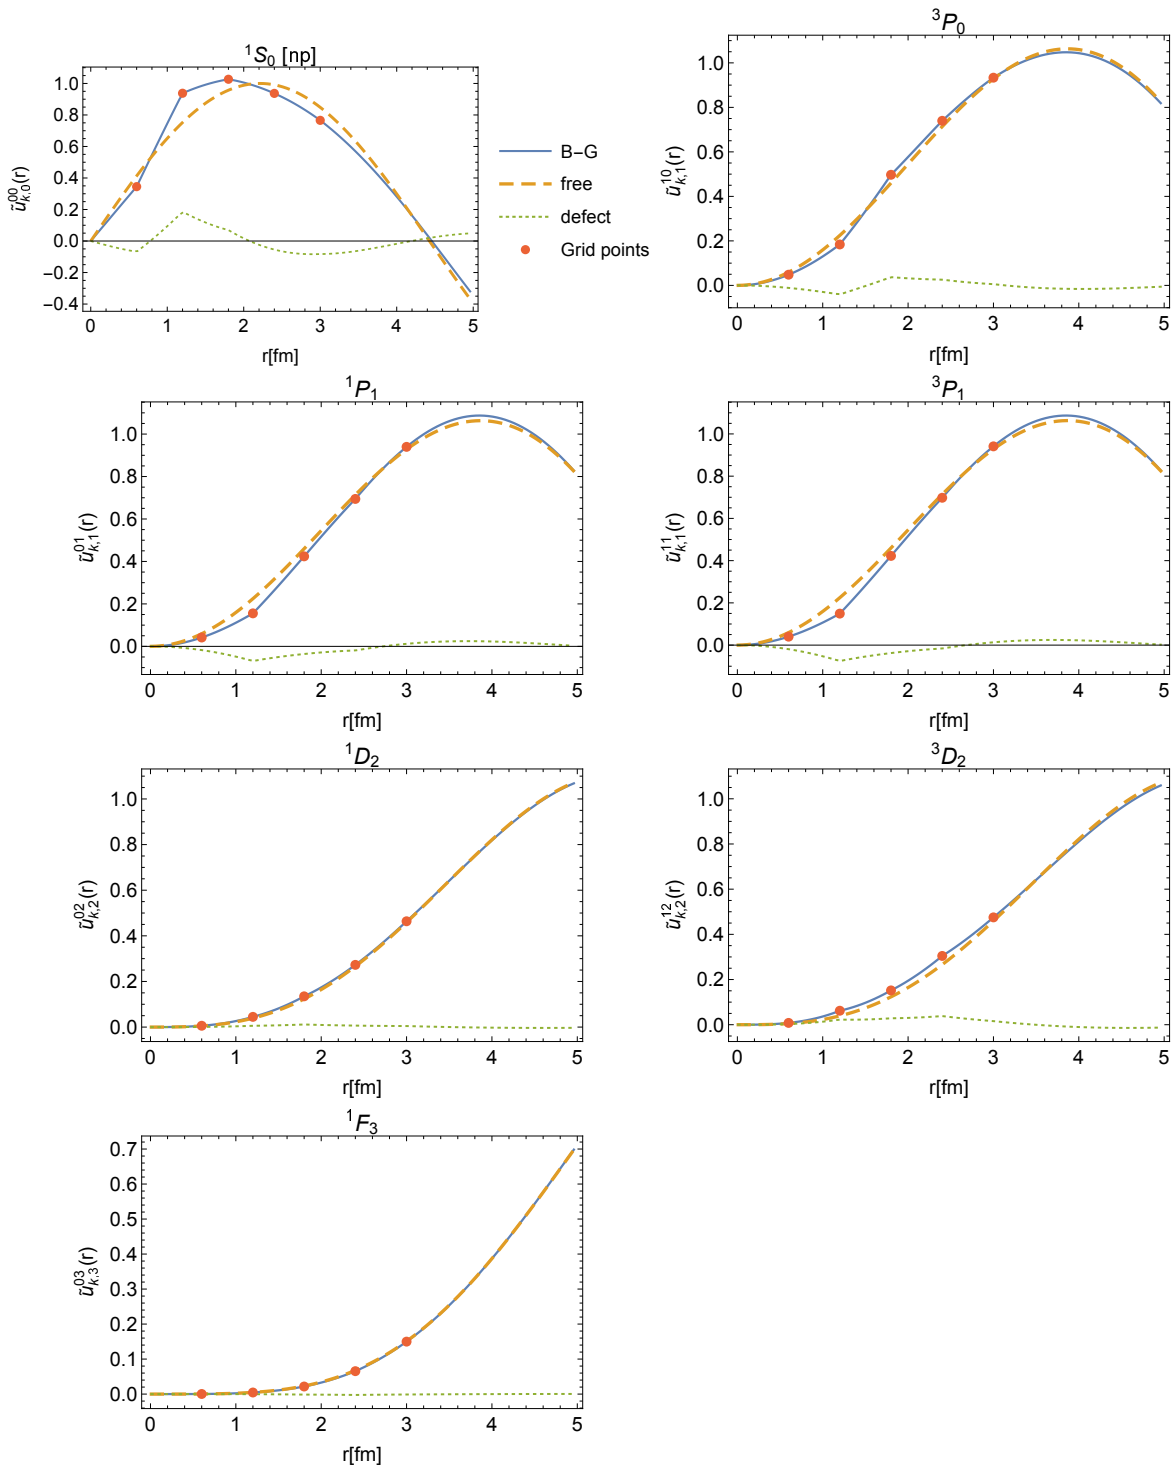 ¹S₀ [np]
1.0
0.8
0.6
0.4
0.2
0.0
−0.2
−0.4
ũ⁰⁰ₖ,₀(r)
0 1 2 3 4 5
r[fm]
B−G
free
defect
Grid points
³P₀
1.0
0.8
0.6
0.4
0.2
0.0
ũ¹⁰ₖ,₁(r)
0 1 2 3 4 5
r[fm]
¹P₁
1.0
0.8
0.6
0.4
0.2
0.0
ũ⁰¹ₖ,₁(r)
0 1 2 3 4 5
r[fm]
³P₁
1.0
0.8
0.6
0.4
0.2
0.0
ũ¹¹ₖ,₁(r)
0 1 2 3 4 5
r[fm]
¹D₂
1.0
0.8
0.6
0.4
0.2
0.0
ũ⁰²ₖ,₂(r)
0 1 2 3 4 5
r[fm]
³D₂
1.0
0.8
0.6
0.4
0.2
0.0
ũ¹²ₖ,₂(r)
0 1 2 3 4 5
r[fm]
¹F₃
0.7
0.6
0.5
0.4
0.3
0.2
0.1
0.0
ũ⁰³ₖ,₃(r)
0 1 2 3 4 5
r[fm]